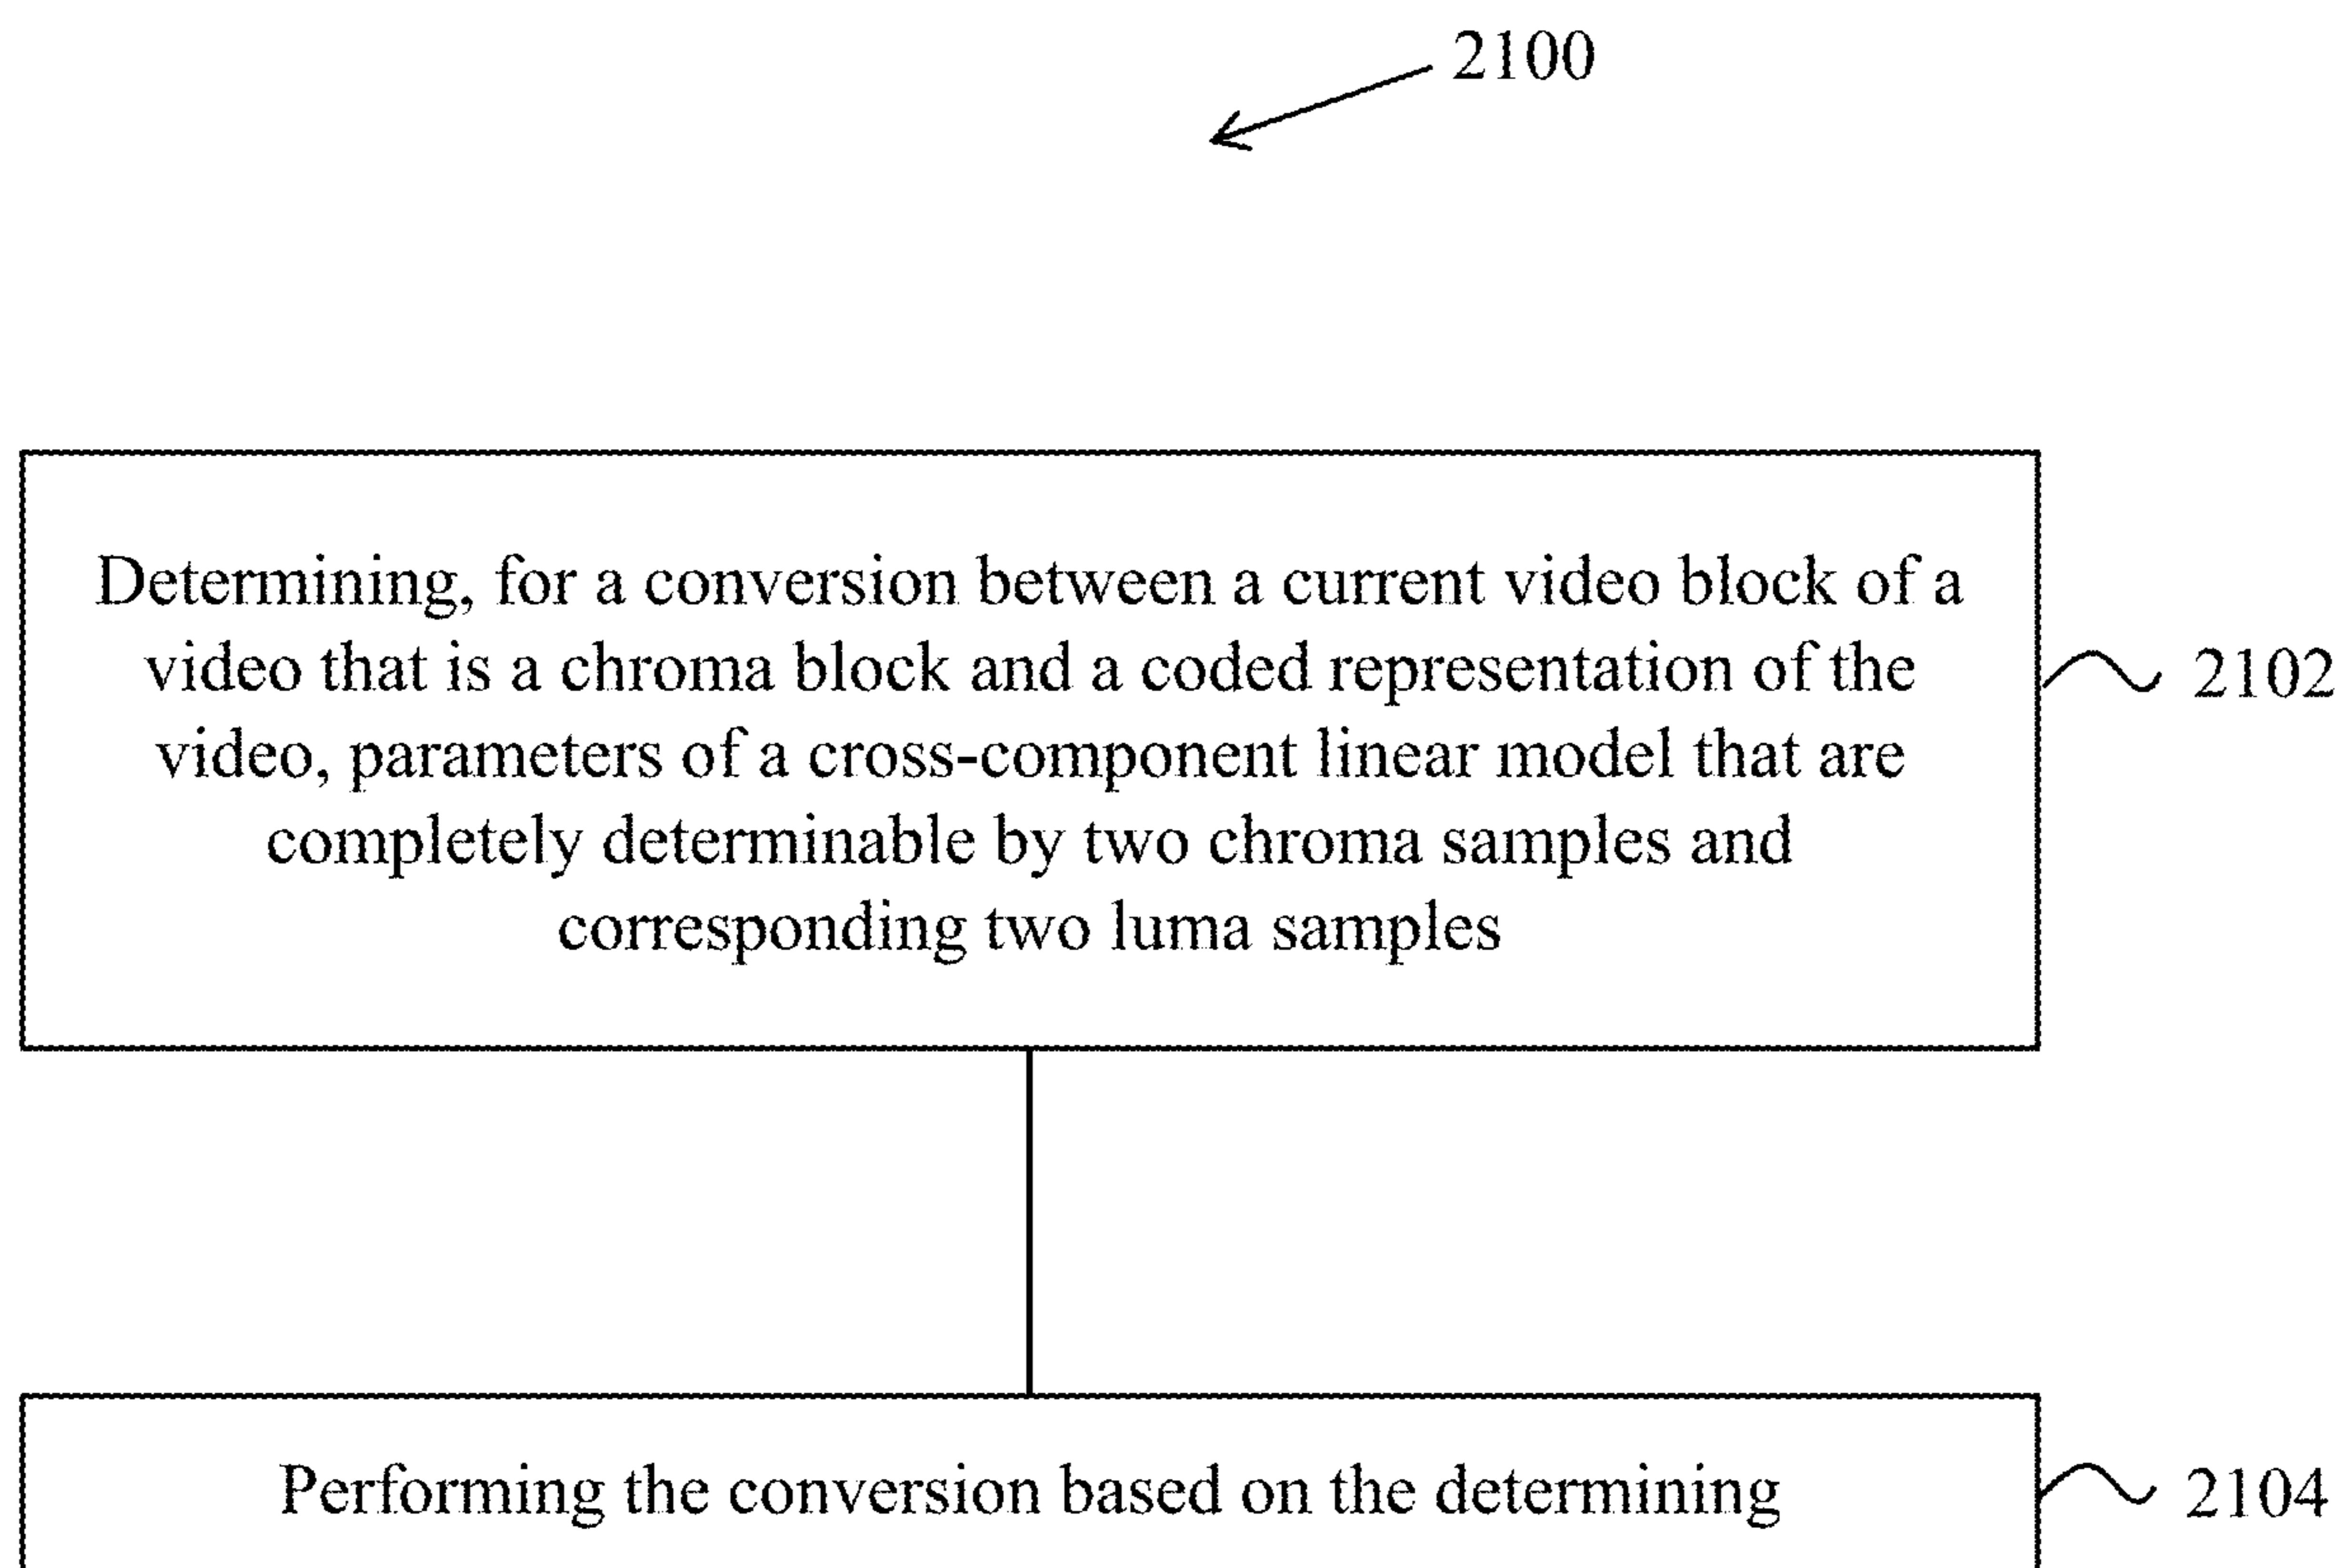 2100
Determining, for a conversion between a current video block of a
video that is a chroma block and a coded representation of the
video, parameters of a cross-component linear model that are
completely determinable by two chroma samples and
corresponding two luma samples
2102
Performing the conversion based on the determining
2104